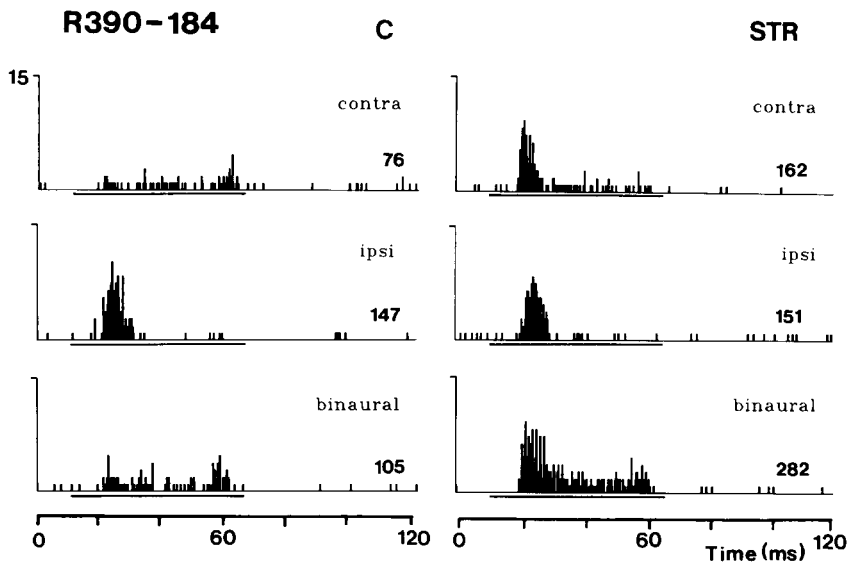 R390-184
C
STR
15
contra
76
contra
162
ipsi
147
ipsi
151
binaural
105
binaural
282
0 60 120
0 60 120
Time (ms)